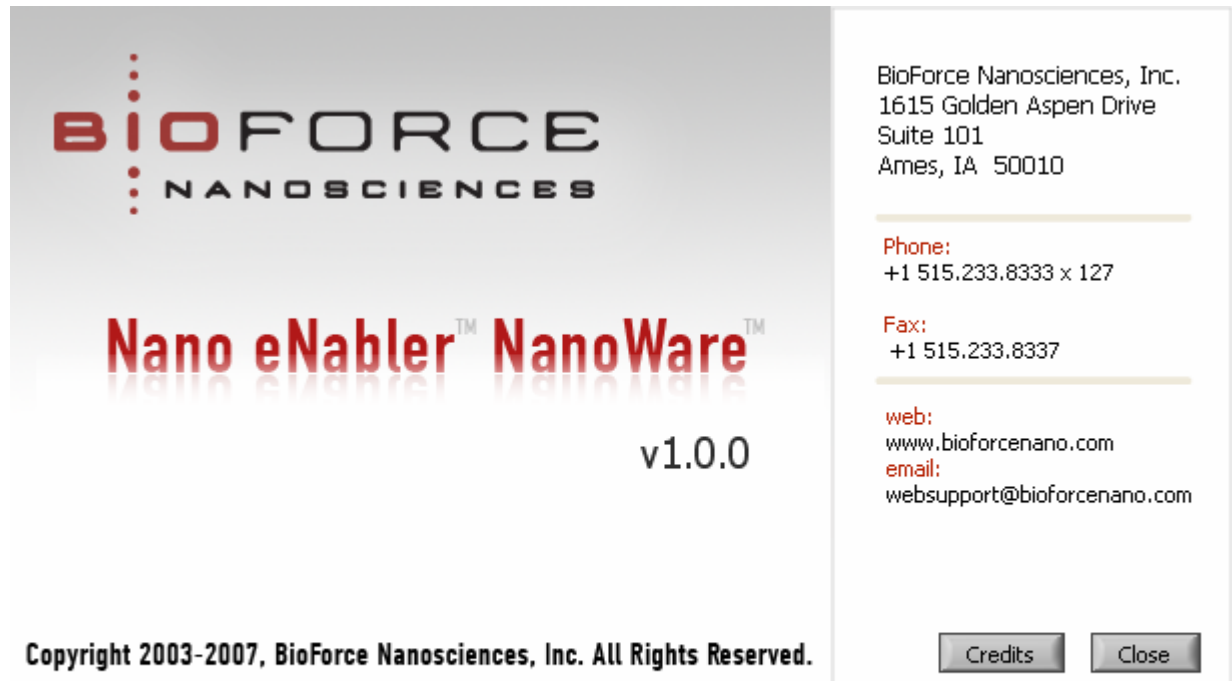 BIOFORCE
NANOSCIENCES
Nano eNabler™ NanoWare™
v1.0.0
Copyright 2003-2007, BioForce Nanosciences, Inc. All Rights Reserved.
BioForce Nanosciences, Inc.
1615 Golden Aspen Drive
Suite 101
Ames, IA  50010
Phone:
+1 515.233.8333 x 127
Fax:
+1 515.233.8337
web:
www.bioforcenano.com
email:
websupport@bioforcenano.com
Credits
Close